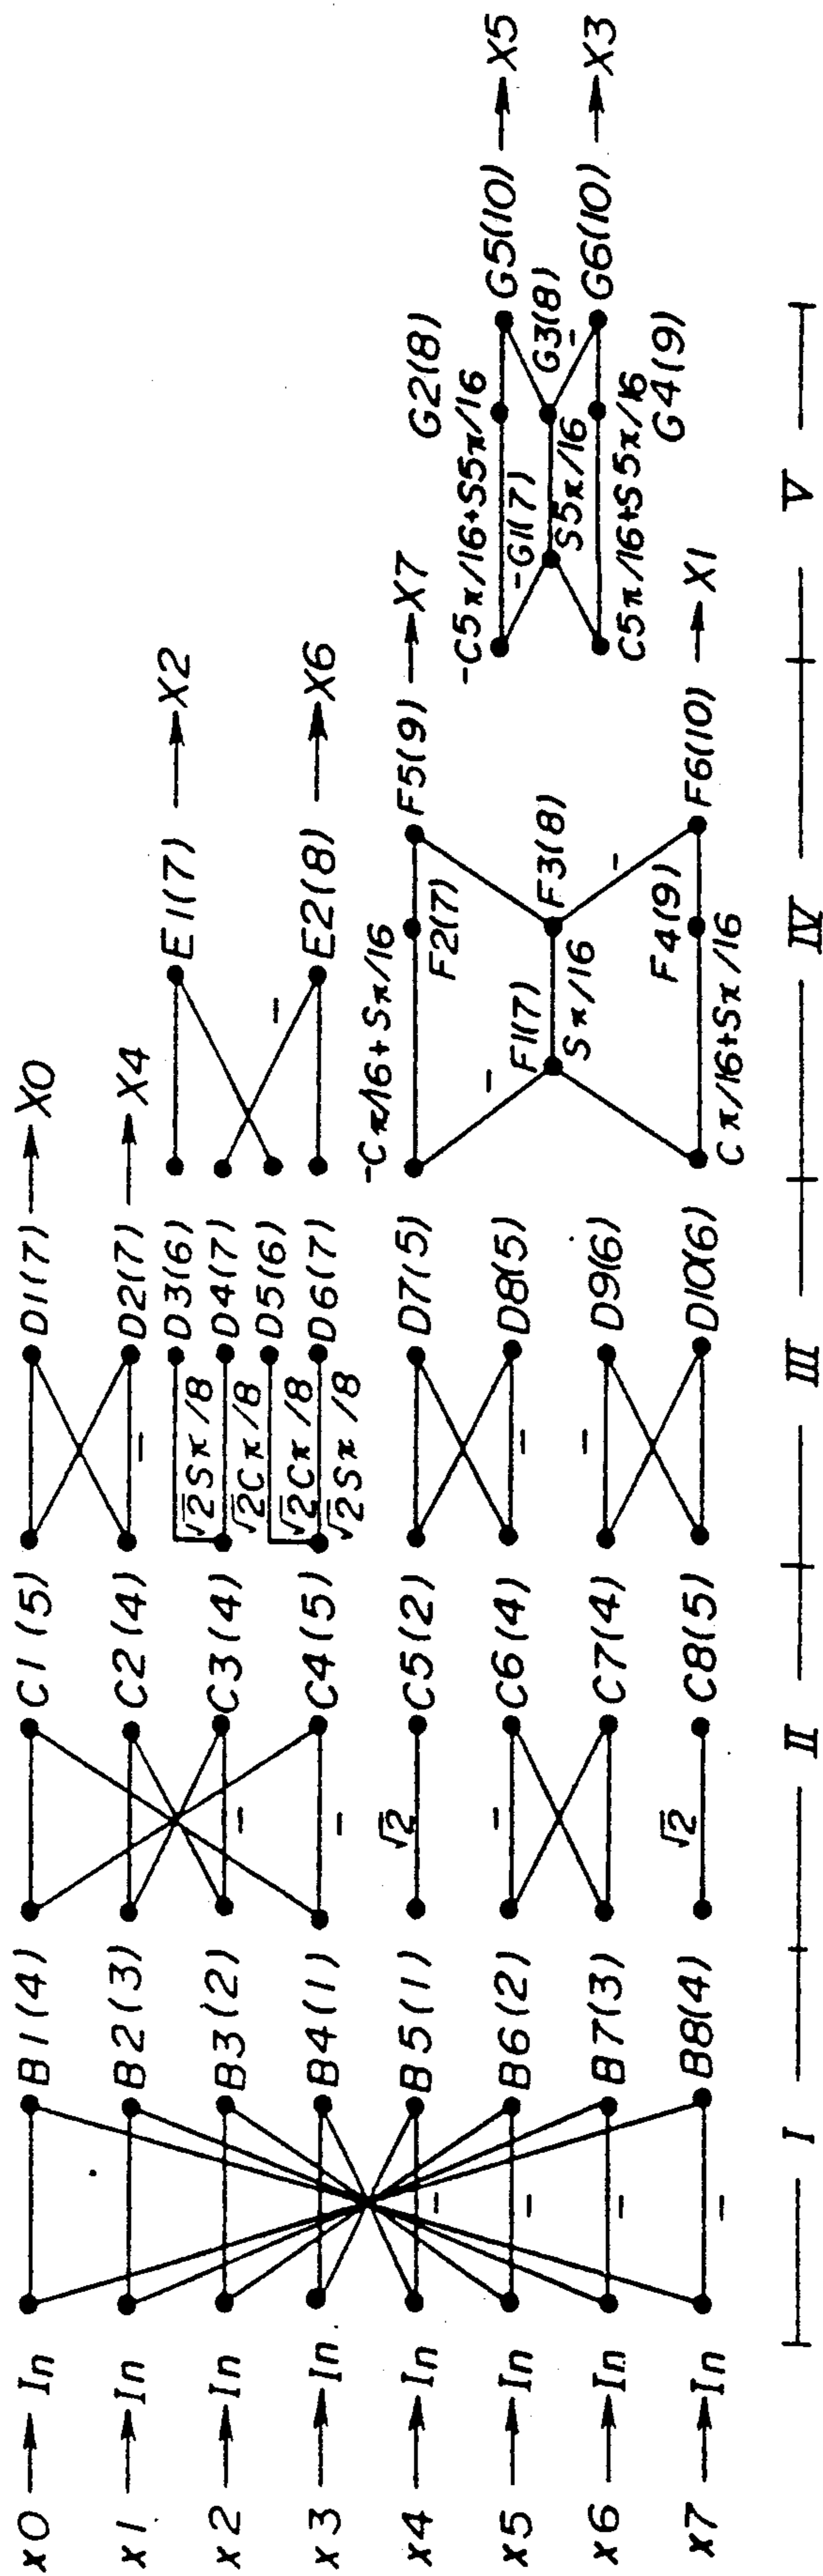 x0 → In
x1 → In
x2 → In
x3 → In.
x4 → In
x5 → In
x6 → In
x7 → In
B1(4)
B2(3)
B3(2)
B4(1)
B5(1)
B6(2)
B7(3)
B8(4)
C1(5)
C2(4)
C3(4)
C4(5)
√2
C5(2)
C6(4)
C7(4)
√2
C8(5)
D1(7) → X0
D2(7) → X4
√2Sπ/8
D3(6)
√2Cπ/8
D4(7)
√2Cπ/8
D5(6)
√2Sπ/8
D6(7)
D7(5)
D8(5)
D9(6)
D10(6)
E1(7) → X2
E2(8) → X6
-Cπ/16+Sπ/16
F2(7)
F5(9) → X7
F1(7)
Sπ/16
F3(8)
F4(9)
Cπ/16+Sπ/16
F6(10) → X1
-C5π/16+S5π/16
G2(8)
G5(10) → X5
-G1(7)
S5π/16
G3(8)
C5π/16+S5π/16
G4(9)
G6(10) → X3
I
II
III
IV
V